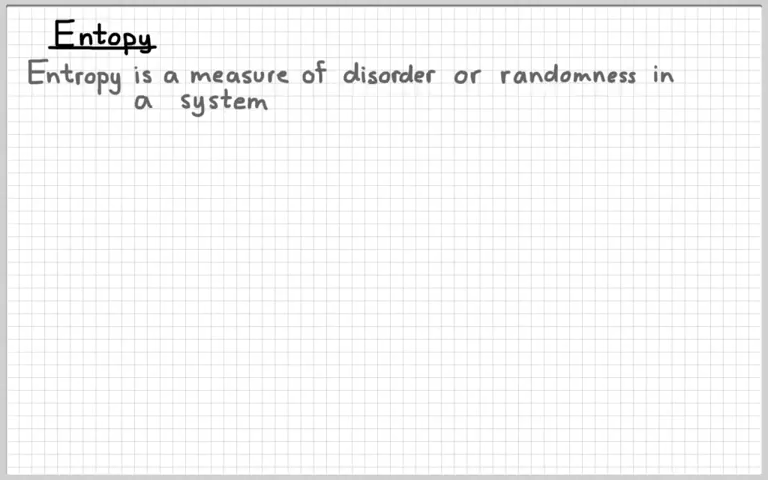 Entopy
Entropy is a measure of disorder or randomness in
a system